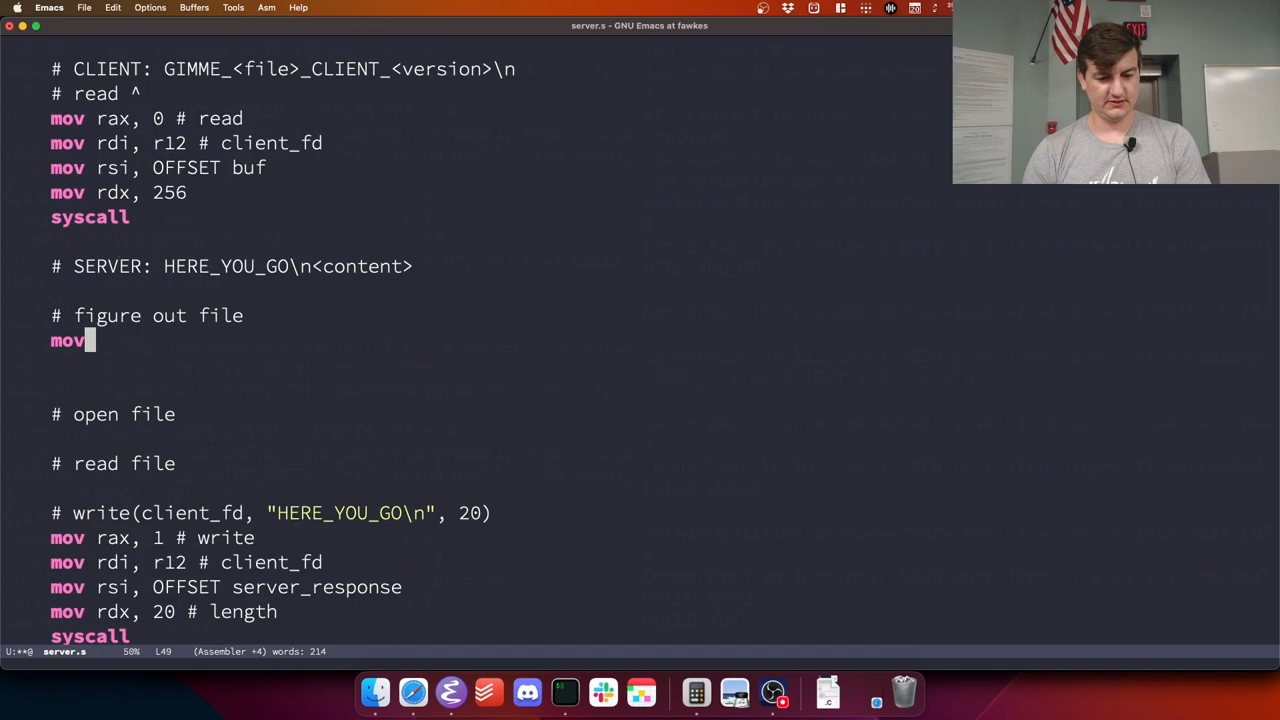 Emacs File Edit Options Buffers Tools Asm Help
20
server.s - GNU Emacs at fawkes
EXIT
# CLIENT: GIMME_<file>_CLIENT_<version>\n
# read ^
mov rax, 0 # read
mov rdi, r12 # client_fd
mov rsi, OFFSET buf
mov rdx, 256
syscall
# SERVER: HERE_YOU_GO\n<content>
# figure out file
mov
# open file
# read file
# write(client_fd, "HERE_YOU_GO\n", 20)
mov rax, 1 # write
mov rdi, r12 # client_fd
mov rsi, OFFSET server_response
mov rdx, 20 # length
syscall
U:**@ server.s 50% L49 (Assembler +4) words: 214
.C